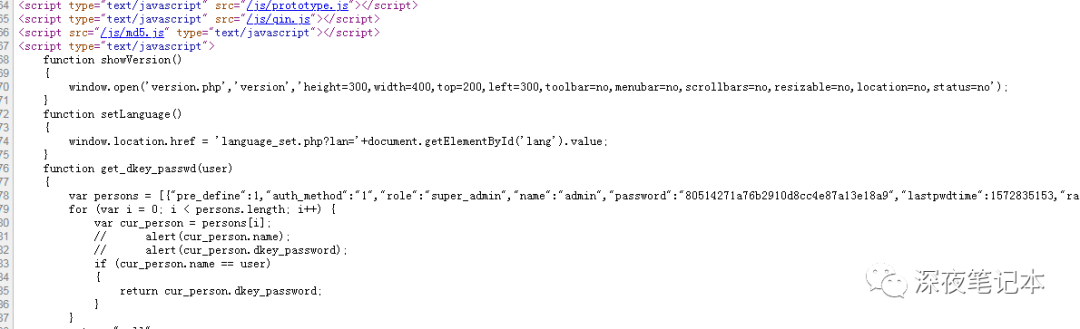 64 <script type="text/javascript" src="/js/prototype.js"></script>
65 <script type="text/javascript" src="/js/qin.js"></script>
66 <script src="/js/md5.js" type="text/javascript"></script>
67 <script type="text/javascript">
68 function showVersion()
69 {
70 window.open('version.php','version','height=300,width=400,top=200,left=300,toolbar=no,menubar=no,scrollbars=no,resizable=no,location=no,status=no');
71 }
72 function setLanguage()
73 {
74 window.location.href = 'language_set.php?lan='+document.getElementById('lang').value;
75 }
76 function get_dkey_passwd(user)
77 {
78 var persons = [{"pre_define":1,"auth_method":"1","role":"super_admin","name":"admin","password":"80514271a76b2910d8cc4e87a13e18a9","lastpwdtime":1572835153,"ra
79 for (var i = 0; i < persons.length; i++) {
80 var cur_person = persons[i];
81 // alert(cur_person.name);
82 // alert(cur_person.dkey_password);
83 if (cur_person.name == user)
84 {
85 return cur_person.dkey_password;
86 }
87 }
深夜笔记本